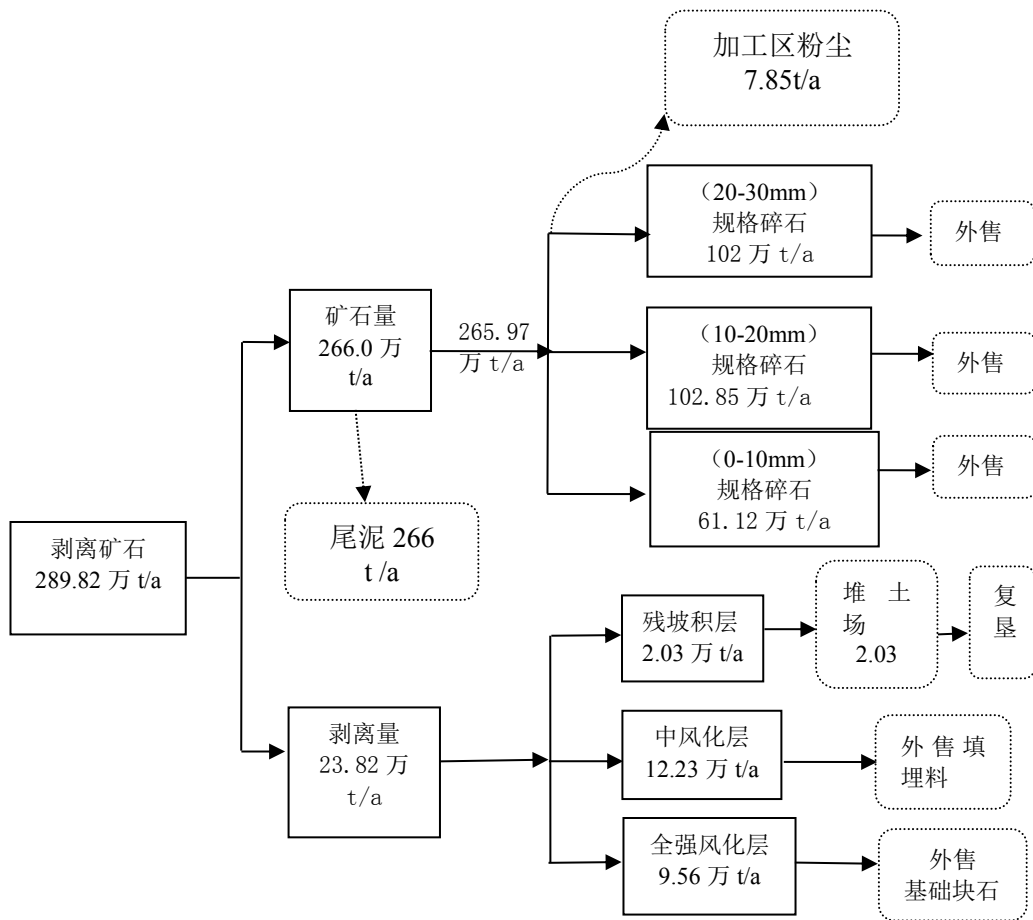 加工区粉尘
7.85t/a
（20-30mm）
规格碎石
102 万 t/a
外售
矿石量
266.0 万
t/a
265.97
万 t/a
（10-20mm）
规格碎石
102.85 万 t/a
外售
（0-10mm）
规格碎石
61.12 万 t/a
外售
尾泥 266
t /a
剥离矿石
289.82 万 t/a
残坡积层
2.03 万 t/a
堆 土
场
2.03
复
垦
剥离量
23.82 万
t/a
中风化层
12.23 万 t/a
外 售 填
埋料
全强风化层
9.56 万 t/a
外售
基础块石